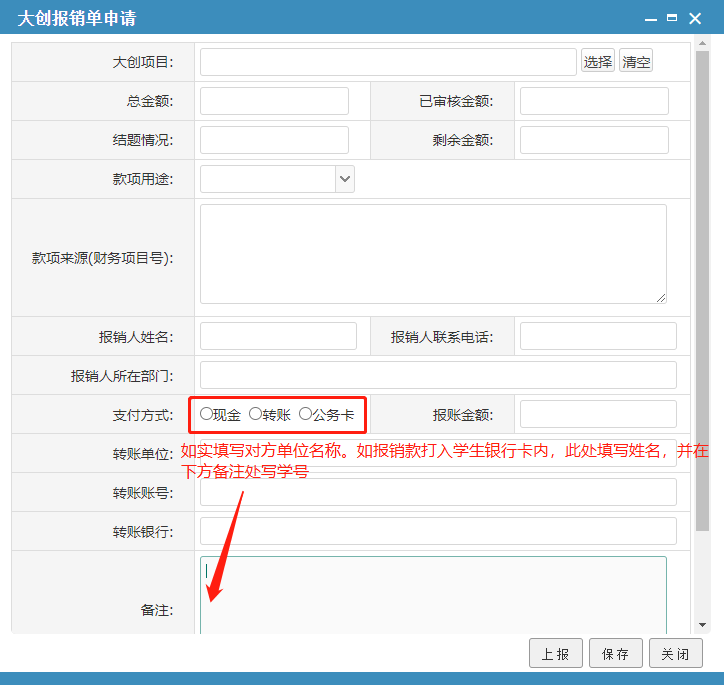 大创报销单申请
大创项目: 选择 清空
总金额: 已审核金额:
结题情况: 剩余金额:
款项用途:
款项来源(财务项目号):
报销人姓名: 报销人联系电话:
报销人所在部门:
支付方式: 现金 转账 公务卡 报账金额:
转账单位: 如实填写对方单位名称。如报销款打入学生银行卡内，此处填写姓名，并在
下方备注处写学号
转账账号:
转账银行:
备注:
上报 保存 关闭